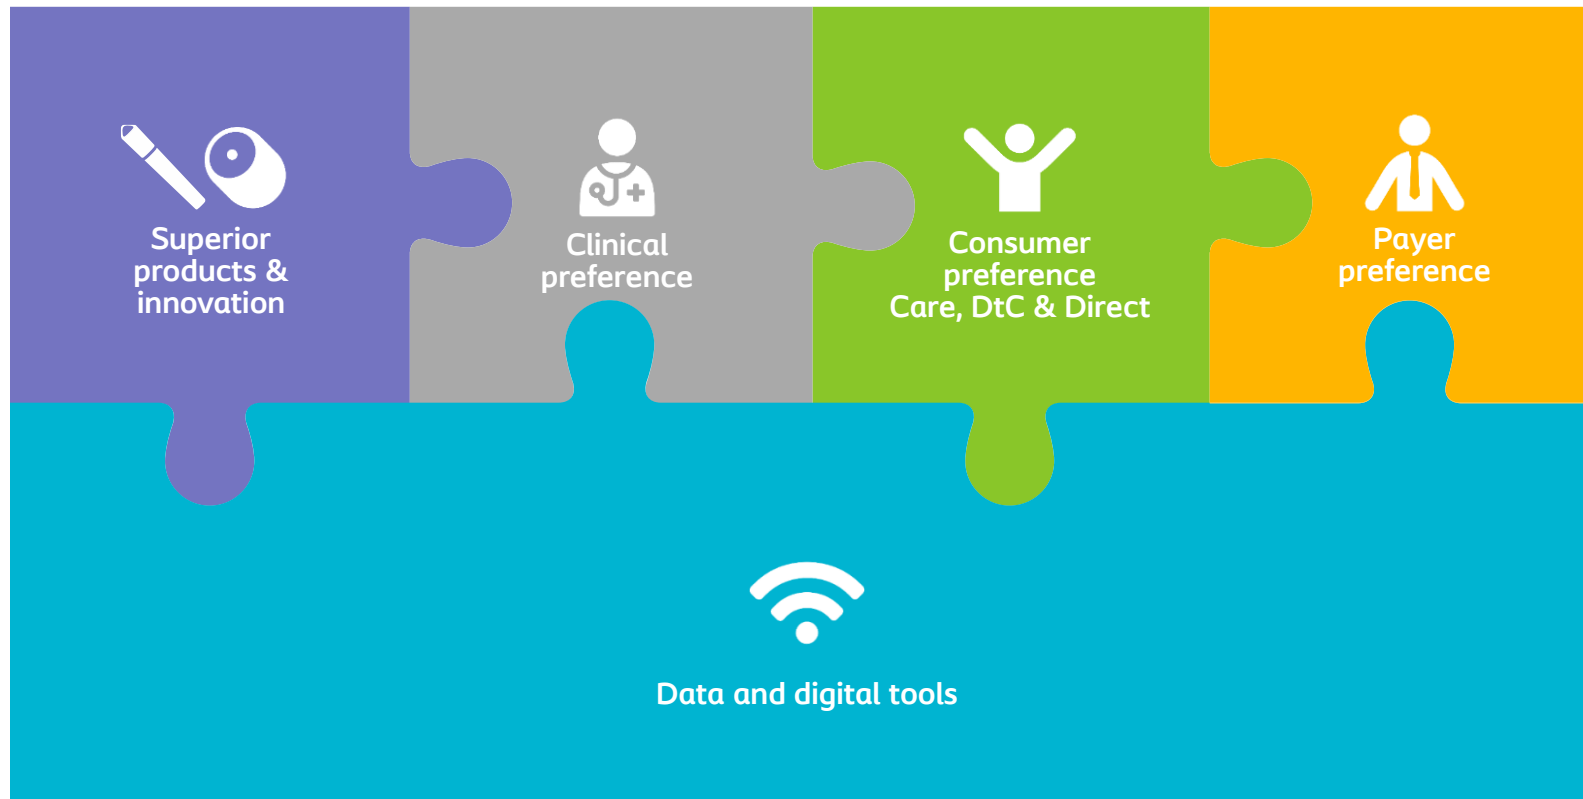 Superior
products &
innovation
Clinical
preference
Consumer
preference
Care, DtC & Direct
Payer
preference
Data and digital tools